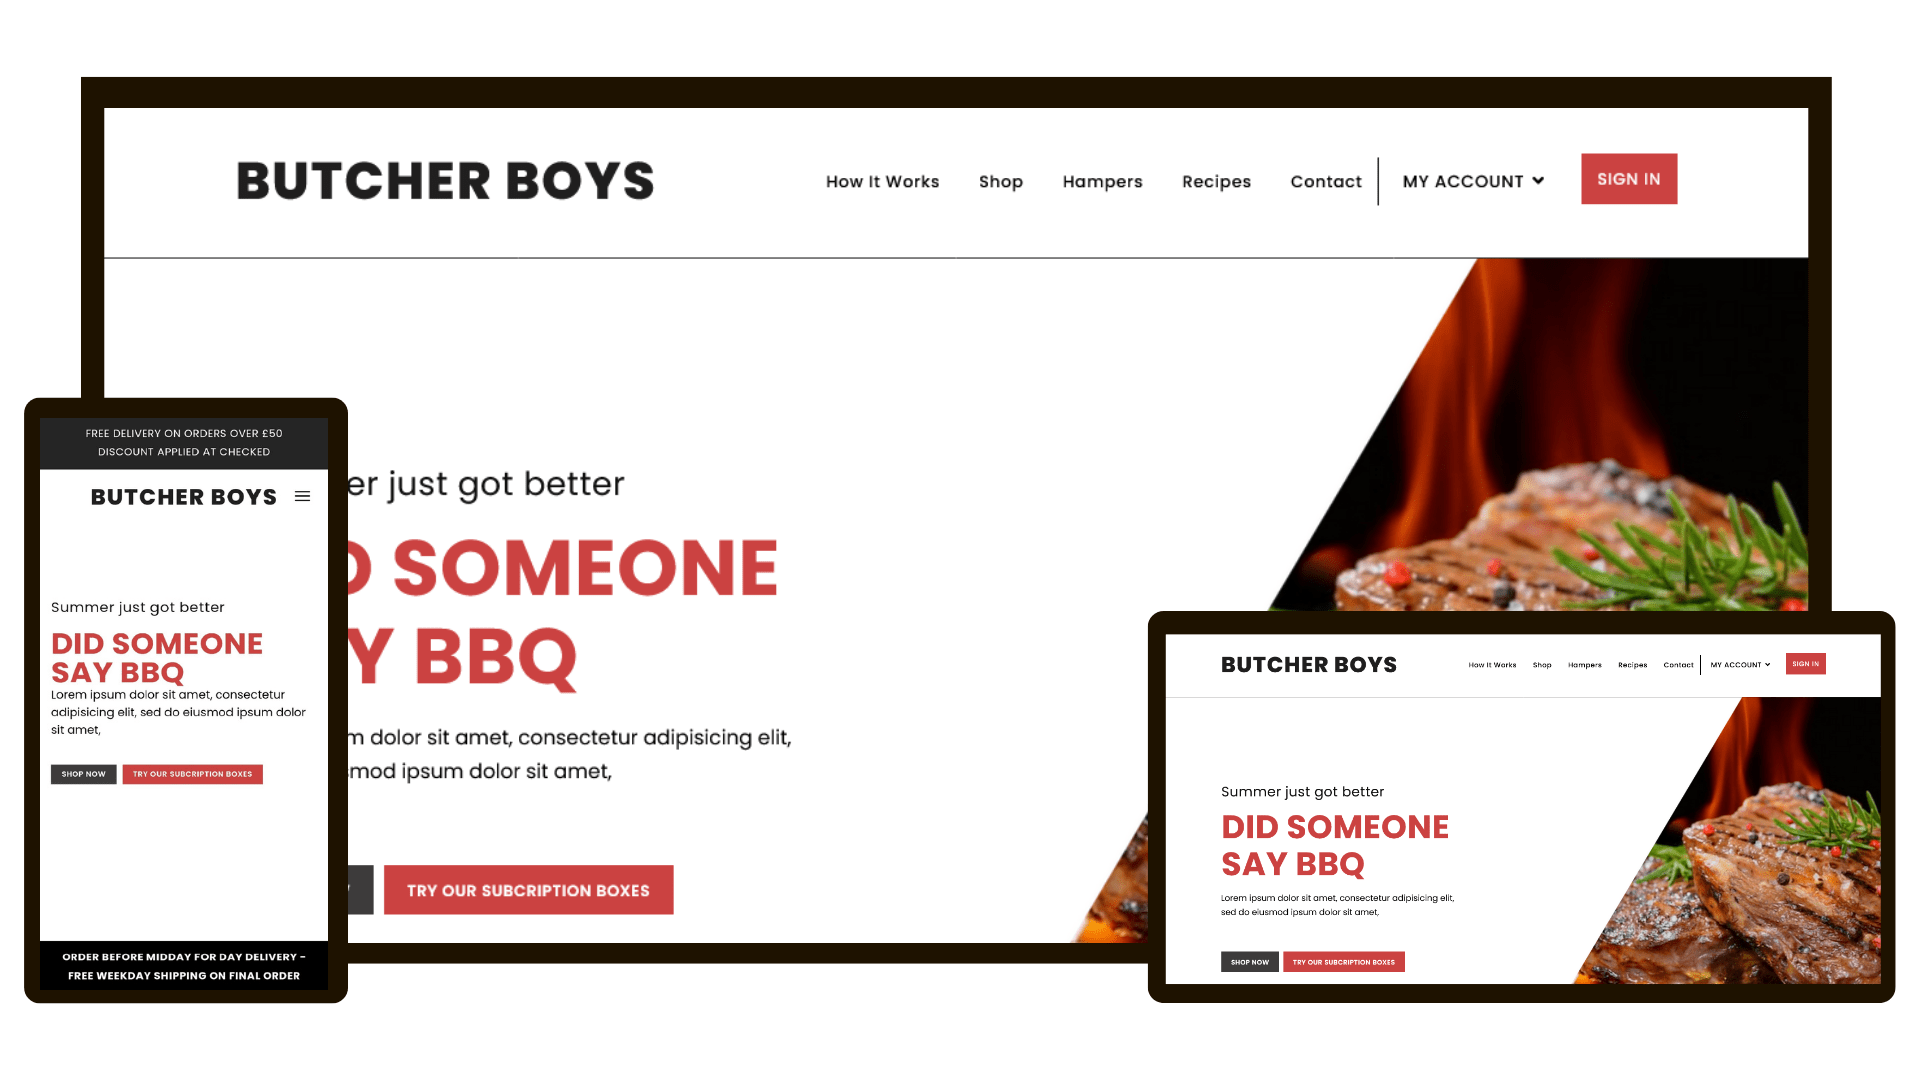 BUTCHER BOYS
How It Works
Shop
Hampers
Recipes
Contact
MY ACCOUNT
SIGN IN
er just got better
D SOMEONE
Y BBQ
m dolor sit amet, consectetur adipisicing elit,
smod ipsum dolor sit amet,
TRY OUR SUBCRIPTION BOXES
FREE DELIVERY ON ORDERS OVER £50
DISCOUNT APPLIED AT CHECKED
BUTCHER BOYS
Summer just got better
DID SOMEONE
SAY BBQ
Lorem ipsum dolor sit amet, consectetur
adipisicing elit, sed do eiusmod ipsum dolor
sit amet,
SHOP NOW
TRY OUR SUBCRIPTION BOXES
ORDER BEFORE MIDDAY FOR DAY DELIVERY -
FREE WEEKDAY SHIPPING ON FINAL ORDER
BUTCHER BOYS
How It Works
Shop
Hampers
Recipes
Contact
MY ACCOUNT
SIGN IN
Summer just got better
DID SOMEONE
SAY BBQ
Lorem ipsum dolor sit amet, consectetur adipisicing elit,
sed do eiusmod ipsum dolor sit amet,
SHOP NOW
TRY OUR SUBCRIPTION BOXES